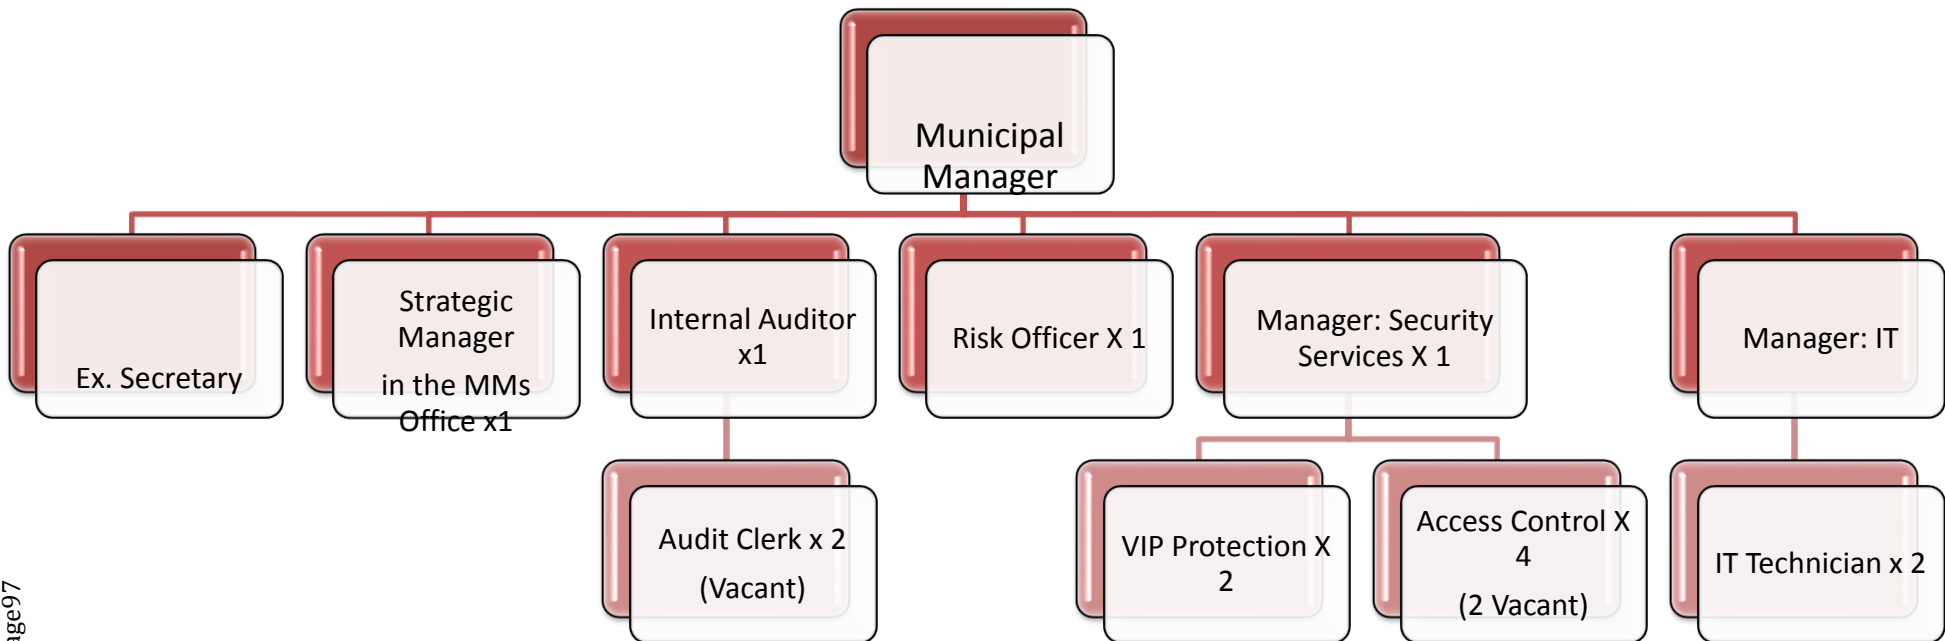 Municipal
Manager
Ex. Secretary
Strategic
Manager
in the MMs
Office x1
Internal Auditor
x1
Risk Officer X 1
Manager: Security
Services X 1
Manager: IT
Audit Clerk x 2
(Vacant)
VIP Protection X
2
Access Control X
4
(2 Vacant)
IT Technician x 2
age97